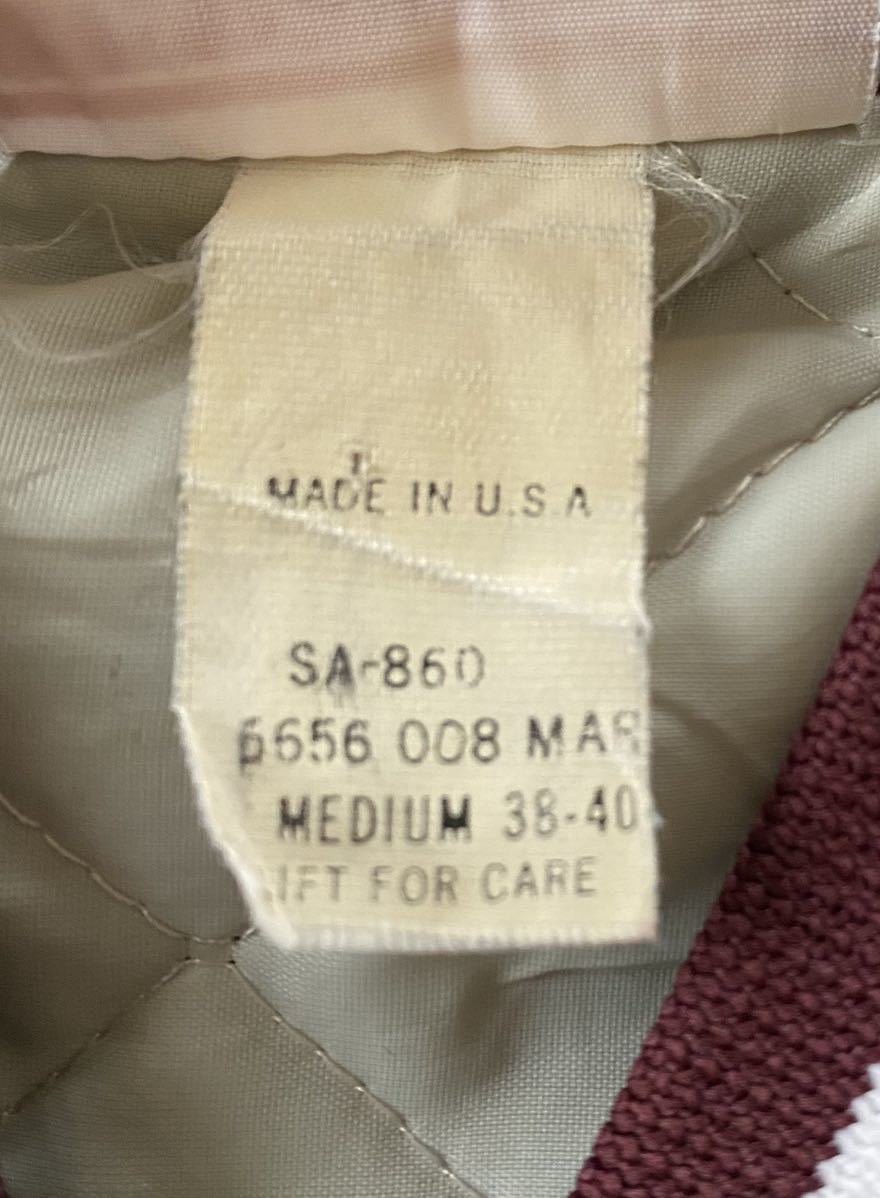 MADE IN U.S.A
SA-860
6656 008 MAR
MEDIUM 38-40
LIFT FOR CARE